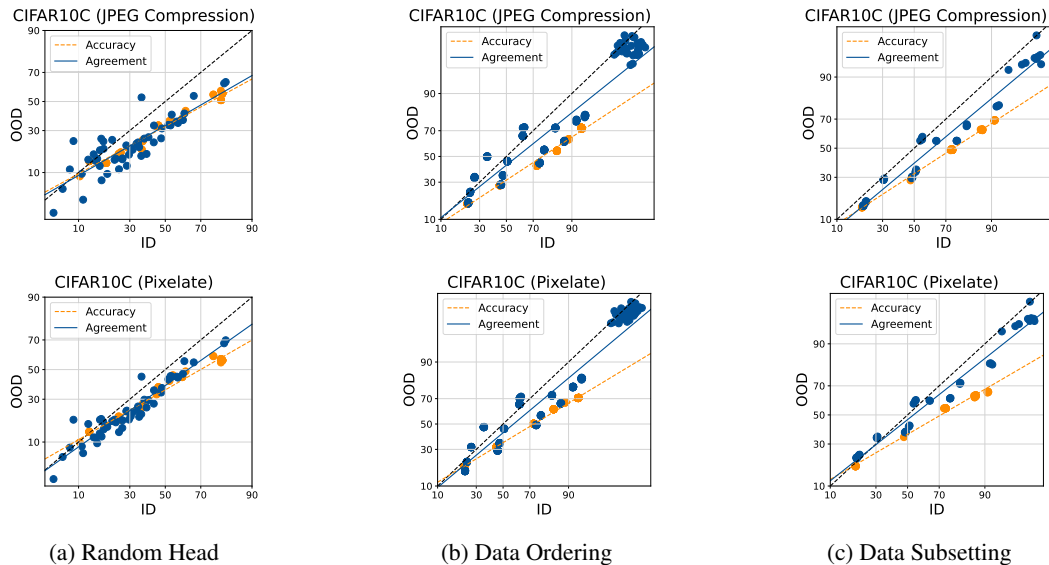 CIFAR10C (JPEG Compression)
90
70
50
30
10
OOD
Accuracy
Agreement
10 30 50 70 90
ID
CIFAR10C (JPEG Compression)
90
70
50
30
10
OOD
Accuracy
Agreement
10 30 50 70 90
ID
CIFAR10C (JPEG Compression)
90
70
50
30
10
OOD
Accuracy
Agreement
10 30 50 70 90
ID
CIFAR10C (Pixelate)
90
70
50
30
10
OOD
Accuracy
Agreement
10 30 50 70 90
ID
CIFAR10C (Pixelate)
90
70
50
30
10
OOD
Accuracy
Agreement
10 30 50 70 90
ID
CIFAR10C (Pixelate)
90
70
50
30
10
OOD
Accuracy
Agreement
10 30 50 70 90
ID
(a) Random Head
(b) Data Ordering
(c) Data Subsetting